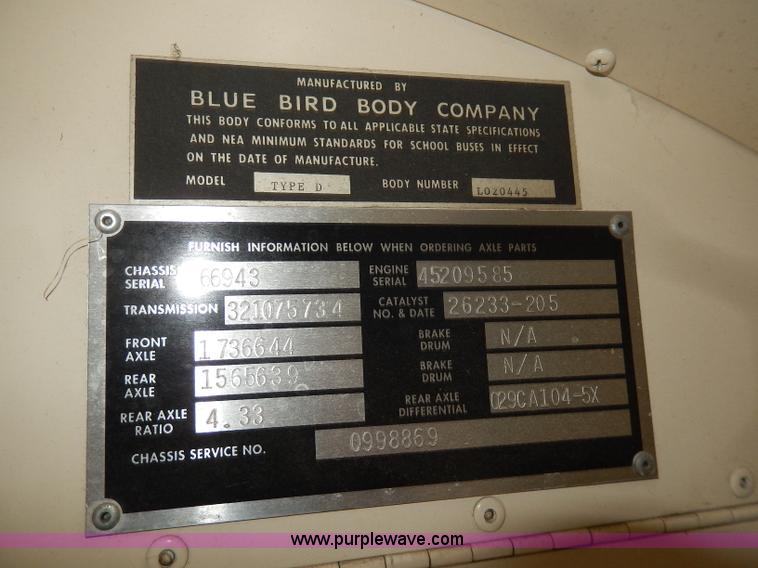 MANUFACTURED BY
BLUE BIRD BODY COMPANY
THIS BODY CONFORMS TO ALL APPLICABLE STATE SPECIFICATIONS
AND NEA MINIMUM STANDARDS FOR SCHOOL BUSES IN EFFECT
ON THE DATE OF MANUFACTURE.
MODEL TYPE D BODY NUMBER L020445
FURNISH INFORMATION BELOW WHEN ORDERING AXLE PARTS
CHASSIS SERIAL 66943 ENGINE SERIAL 45209585
TRANSMISSION 321075734 CATALYST NO. & DATE 26233-205
FRONT AXLE 1736644 BRAKE DRUM N/A
REAR AXLE 1565639 BRAKE DRUM N/A
REAR AXLE RATIO 4.33 REAR AXLE DIFFERENTIAL Q29CA104-5X
CHASSIS SERVICE NO. 0998869
www.purplewave.com